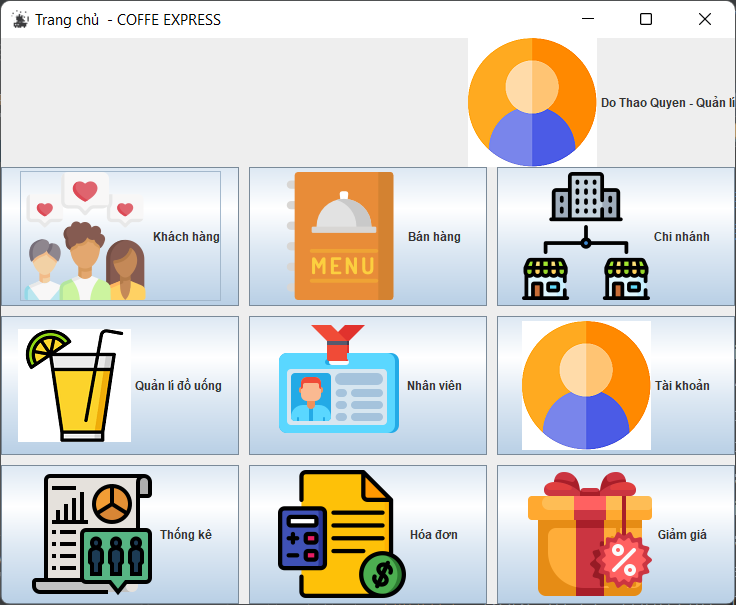 Trang chủ - COFFE EXPRESS
Do Thao Quyen - Quản lí
Khách hàng
MENU
Bán hàng
Chi nhánh
Quản lí đồ uống
Nhân viên
Tài khoản
Thống kê
Hóa đơn
Giảm giá